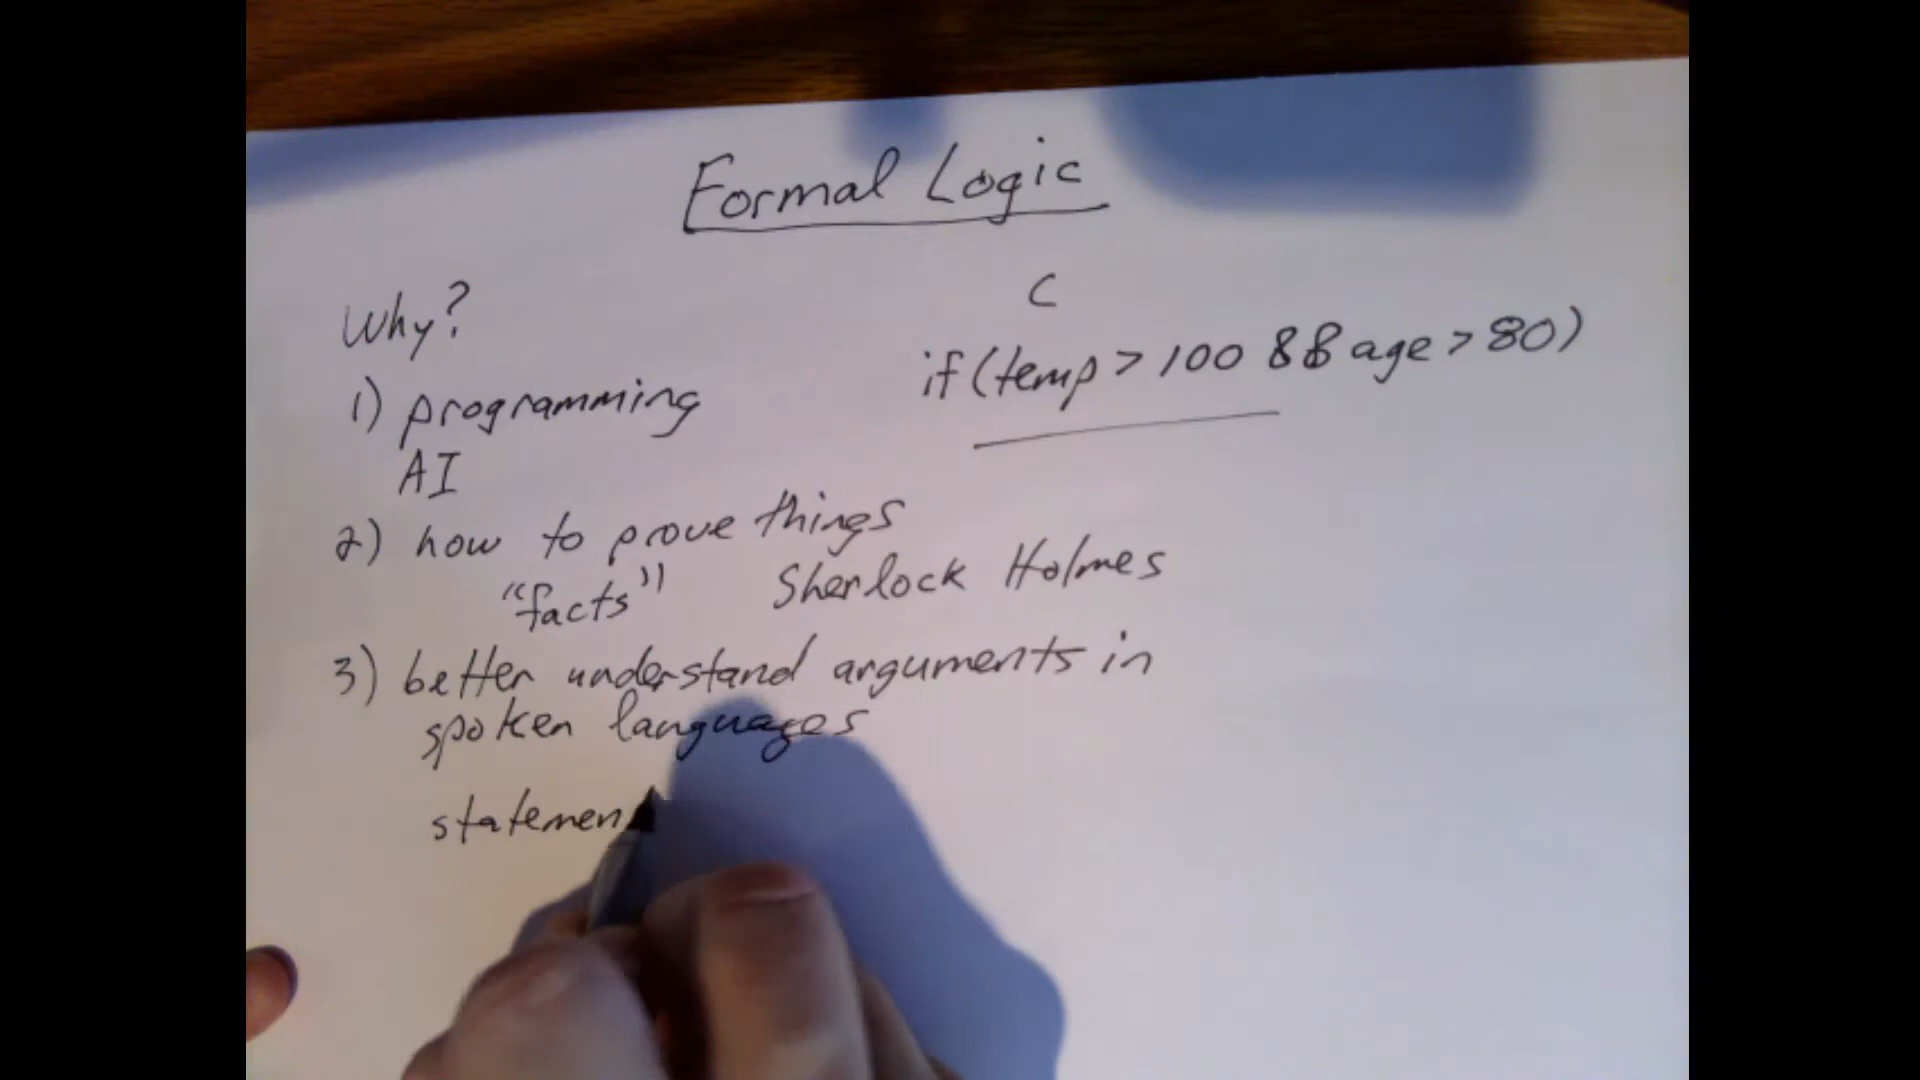 Formal Logic
Why?
C
if (temp > 100 && age > 80)
1) programming
AI
2) how to prove things
"facts" Sherlock Holmes
3) better understand arguments in
spoken languages
statemen